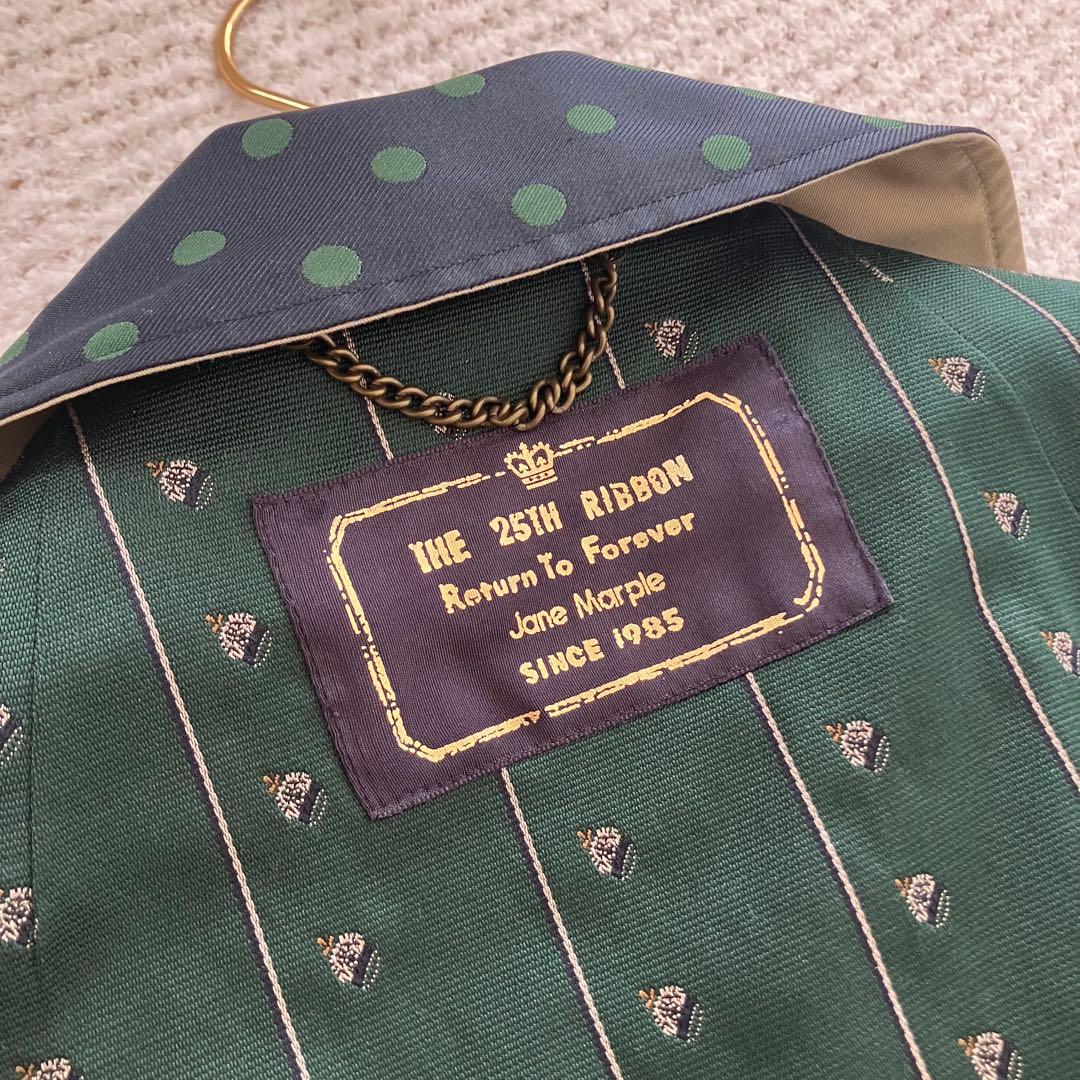 THE 25TH RIBBON
Return To Forever
Jane Marple
SINCE 1985